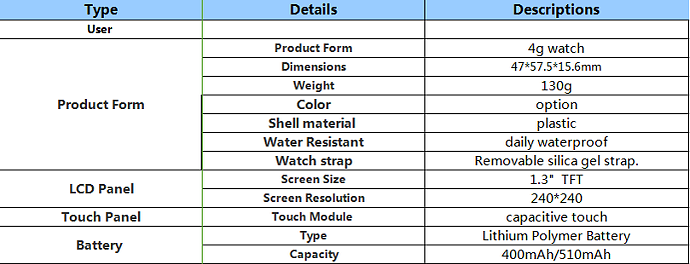 Type Details Descriptions
User
Product Form Product Form 4g watch
Dimensions 47*57.5*15.6mm
Weight 130g
Color option
Shell material plastic
Water Resistant daily waterproof
Watch strap Removable silica gel strap.
LCD Panel Screen Size 1.3" TFT
Screen Resolution 240*240
Touch Panel Touch Module capacitive touch
Battery Type Lithium Polymer Battery
Capacity 400mAh/510mAh